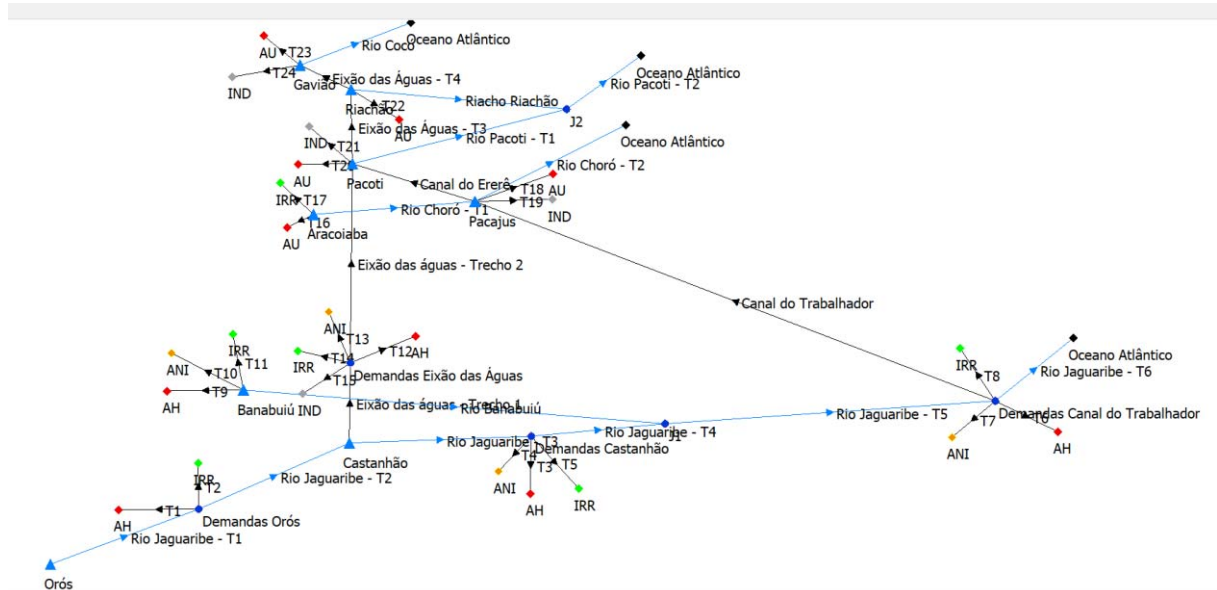 Oceano Atlântico
Rio Cocó
AU
T23
T24
IND
Gavião
Eixão das Águas - T4
Oceano Atlântico
Rio Pacoti - T2
Riachão
T22
AU
Riacho Riachão
J2
Eixão das Águas - T3
IND
T21
Rio Pacoti - T1
Oceano Atlântico
Rio Choró - T2
AU
Pacoti
Canal do Ererê
T18
AU
T19
IND
IRR
T17
T16
AU
Aracoiaba
Rio Choró - T1
Pacajus
Eixão das águas - Trecho 2
Canal do Trabalhador
ANI
T13
T12
AH
IRR
T14
T15
IND
Demandas Eixão das Águas
IRR
T11
ANI
T10
T9
AH
Banabuiú
Rio Banabuiú
Eixão das águas - Trecho 1
Oceano Atlântico
Rio Jaguaribe - T6
IRR
T8
Demandas Canal do Trabalhador
T7
T6
ANI
AH
Rio Jaguaribe - T5
J1
Rio Jaguaribe - T4
Castanhão
Rio Jaguaribe - T3
Demandas Castanhão
T4
T3
T5
ANI
AH
IRR
Rio Jaguaribe - T2
IRR
T2
T1
AH
Demandas Orós
Rio Jaguaribe - T1
Orós